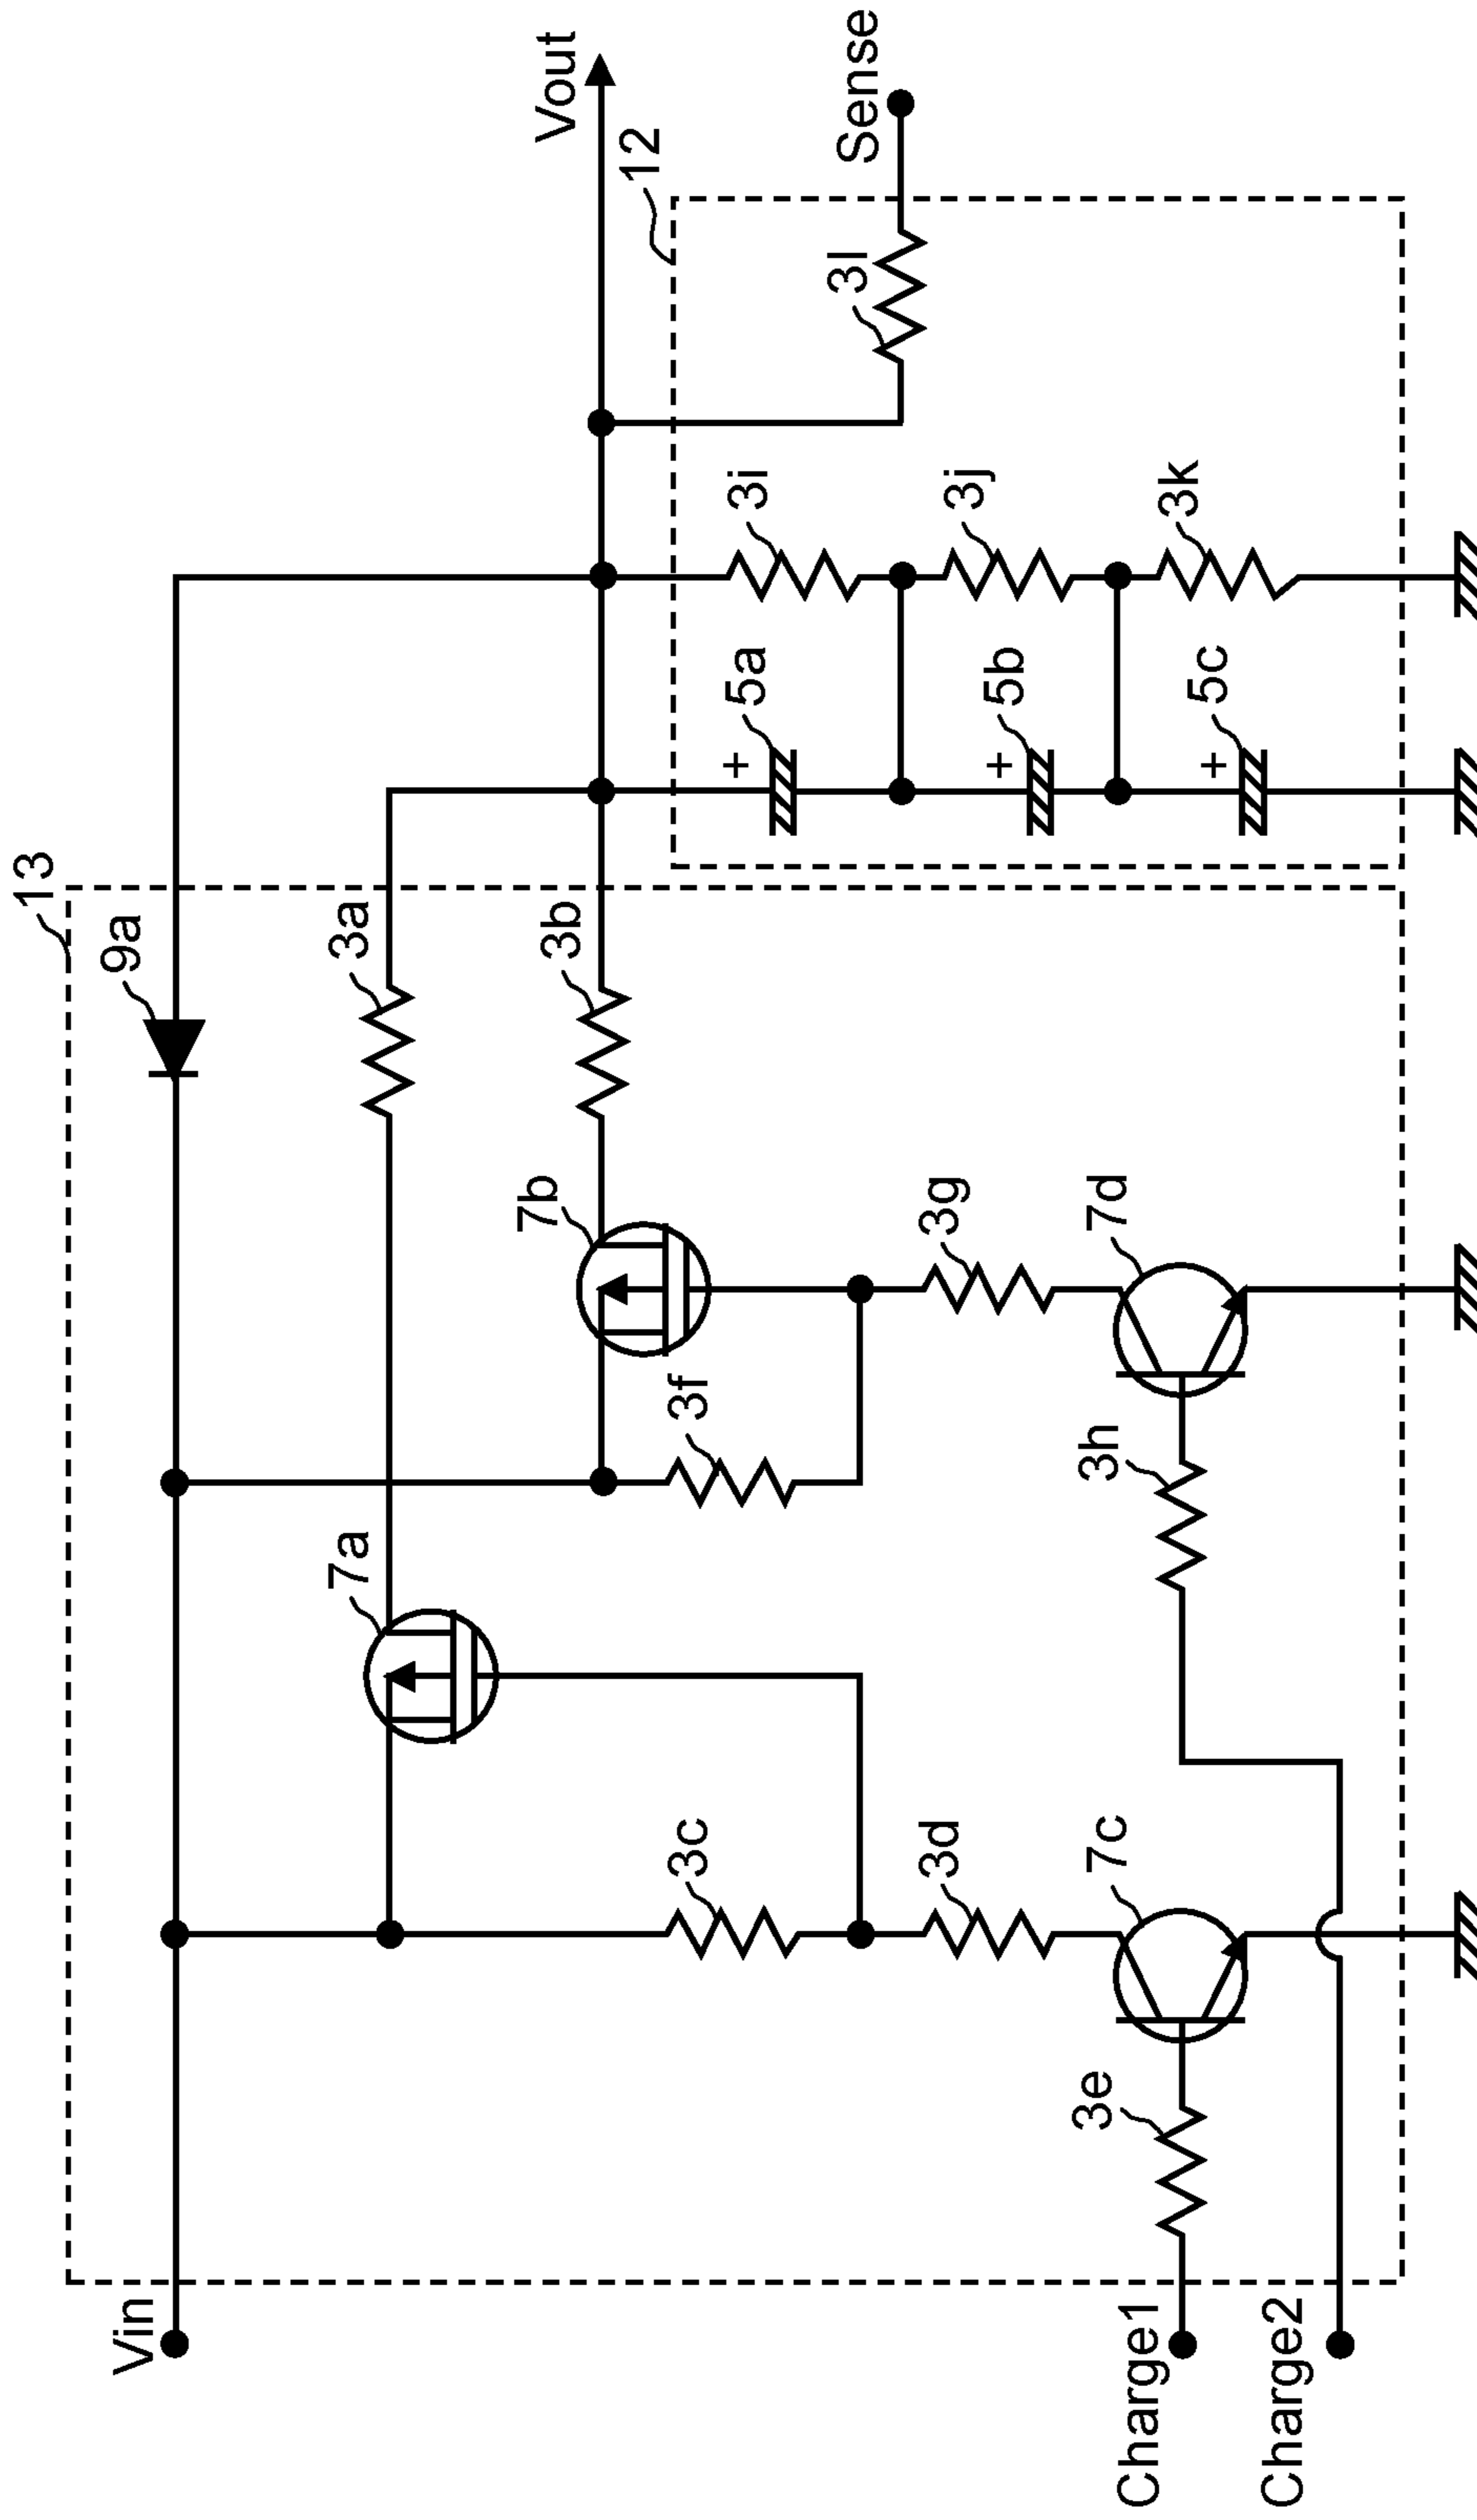 13
9a
Vin
Vout
12
3a
3b
7a
7b
3c
3f
3d
3g
7c
7d
3e
3h
Charge1
Charge2
5a
3i
5b
3j
5c
3k
3l
Sense
+
+
+